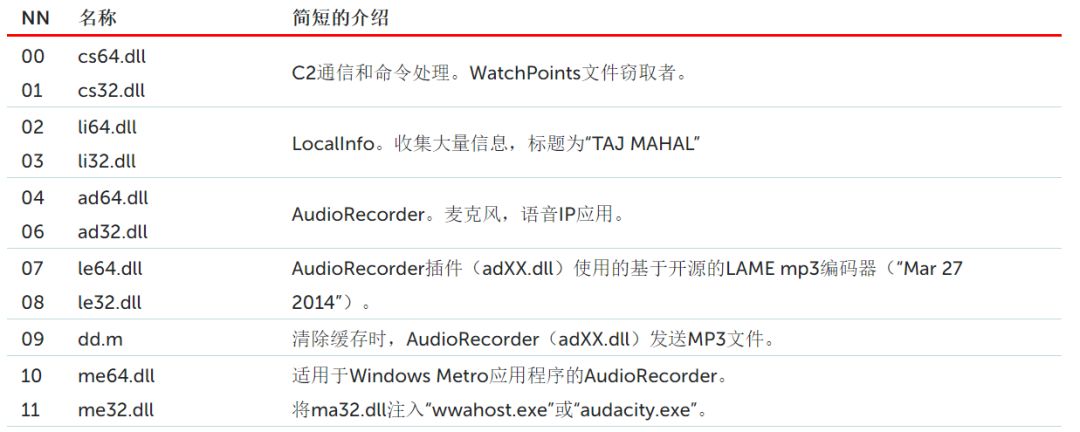 NN 名称 简短的介绍
00 cs64.dll
C2通信和命令处理。WatchPoints文件窃取者。
01 cs32.dll
02 li64.dll
LocalInfo。收集大量信息，标题为“TAJ MAHAL”
03 li32.dll
04 ad64.dll
AudioRecorder。麦克风，语音IP应用。
06 ad32.dll
07 le64.dll AudioRecorder插件（adXX.dll）使用的基于开源的LAME mp3编码器（“Mar 27
08 le32.dll 2014”）。
09 dd.m 清除缓存时，AudioRecorder（adXX.dll）发送MP3文件。
10 me64.dll 适用于Windows Metro应用程序的AudioRecorder。
11 me32.dll 将ma32.dll注入“wwahost.exe”或“audacity.exe”。